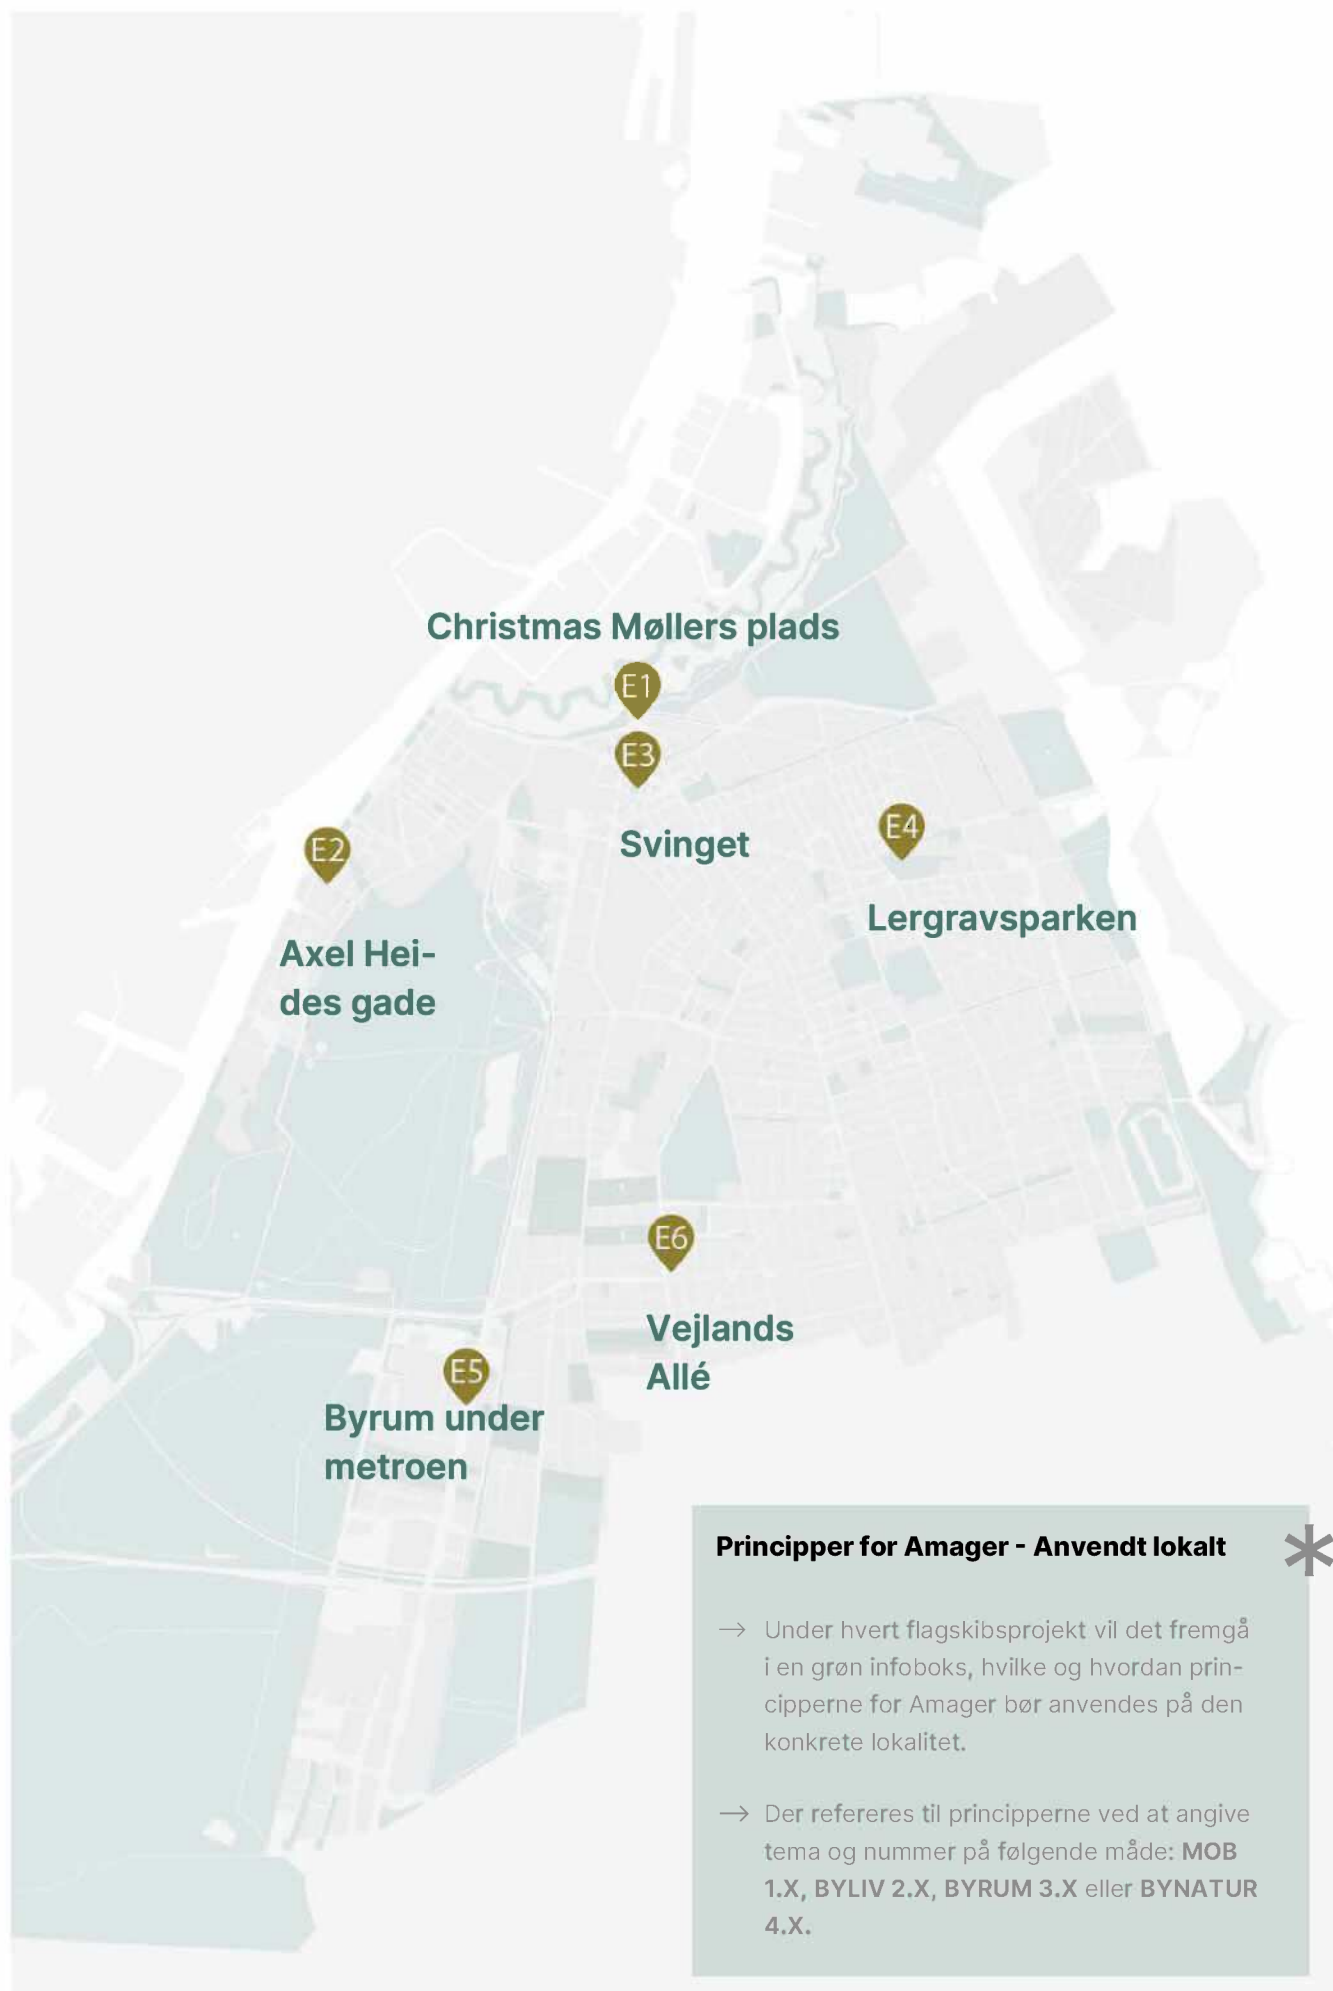 Christmas Møllers plads
E1
E3
Svinget
E4
Lergravsparken
E2
Axel Hei-
des gade
E6
Vejlands
Allé
E5
Byrum under
metroen
Principper for Amager - Anvendt lokalt
*
→ Under hvert flagskibsprojekt vil det fremgå
i en grøn infoboks, hvilke og hvordan prin-
cipperne for Amager bør anvendes på den
konkrete lokalitet.
→ Der refereres til principperne ved at angive
tema og nummer på følgende måde: MOB
1.X, BYLIV 2.X, BYRUM 3.X eller BYNATUR
4.X.